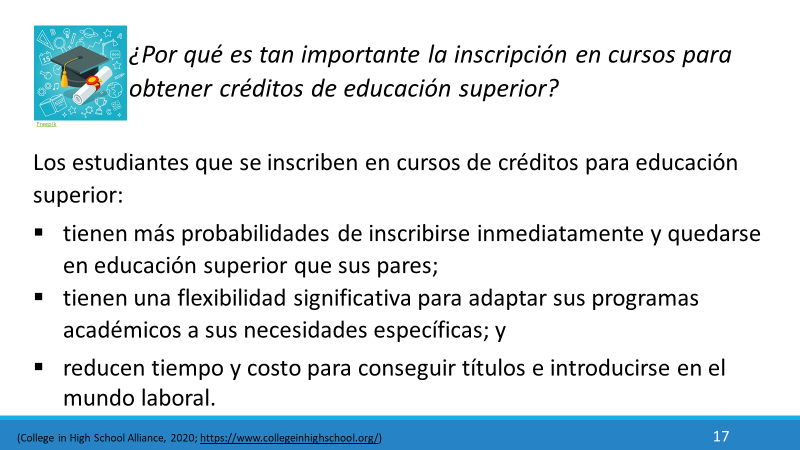 ¿Por qué es tan importante la inscripción en cursos para
obtener créditos de educación superior?
Freepik
Los estudiantes que se inscriben en cursos de créditos para educación
superior:
▪ tienen más probabilidades de inscribirse inmediatamente y quedarse
en educación superior que sus pares;
▪ tienen una flexibilidad significativa para adaptar sus programas
académicos a sus necesidades específicas; y
▪ reducen tiempo y costo para conseguir títulos e introducirse en el
mundo laboral.
(College in High School Alliance, 2020; https://www.collegeinhighschool.org/)
17